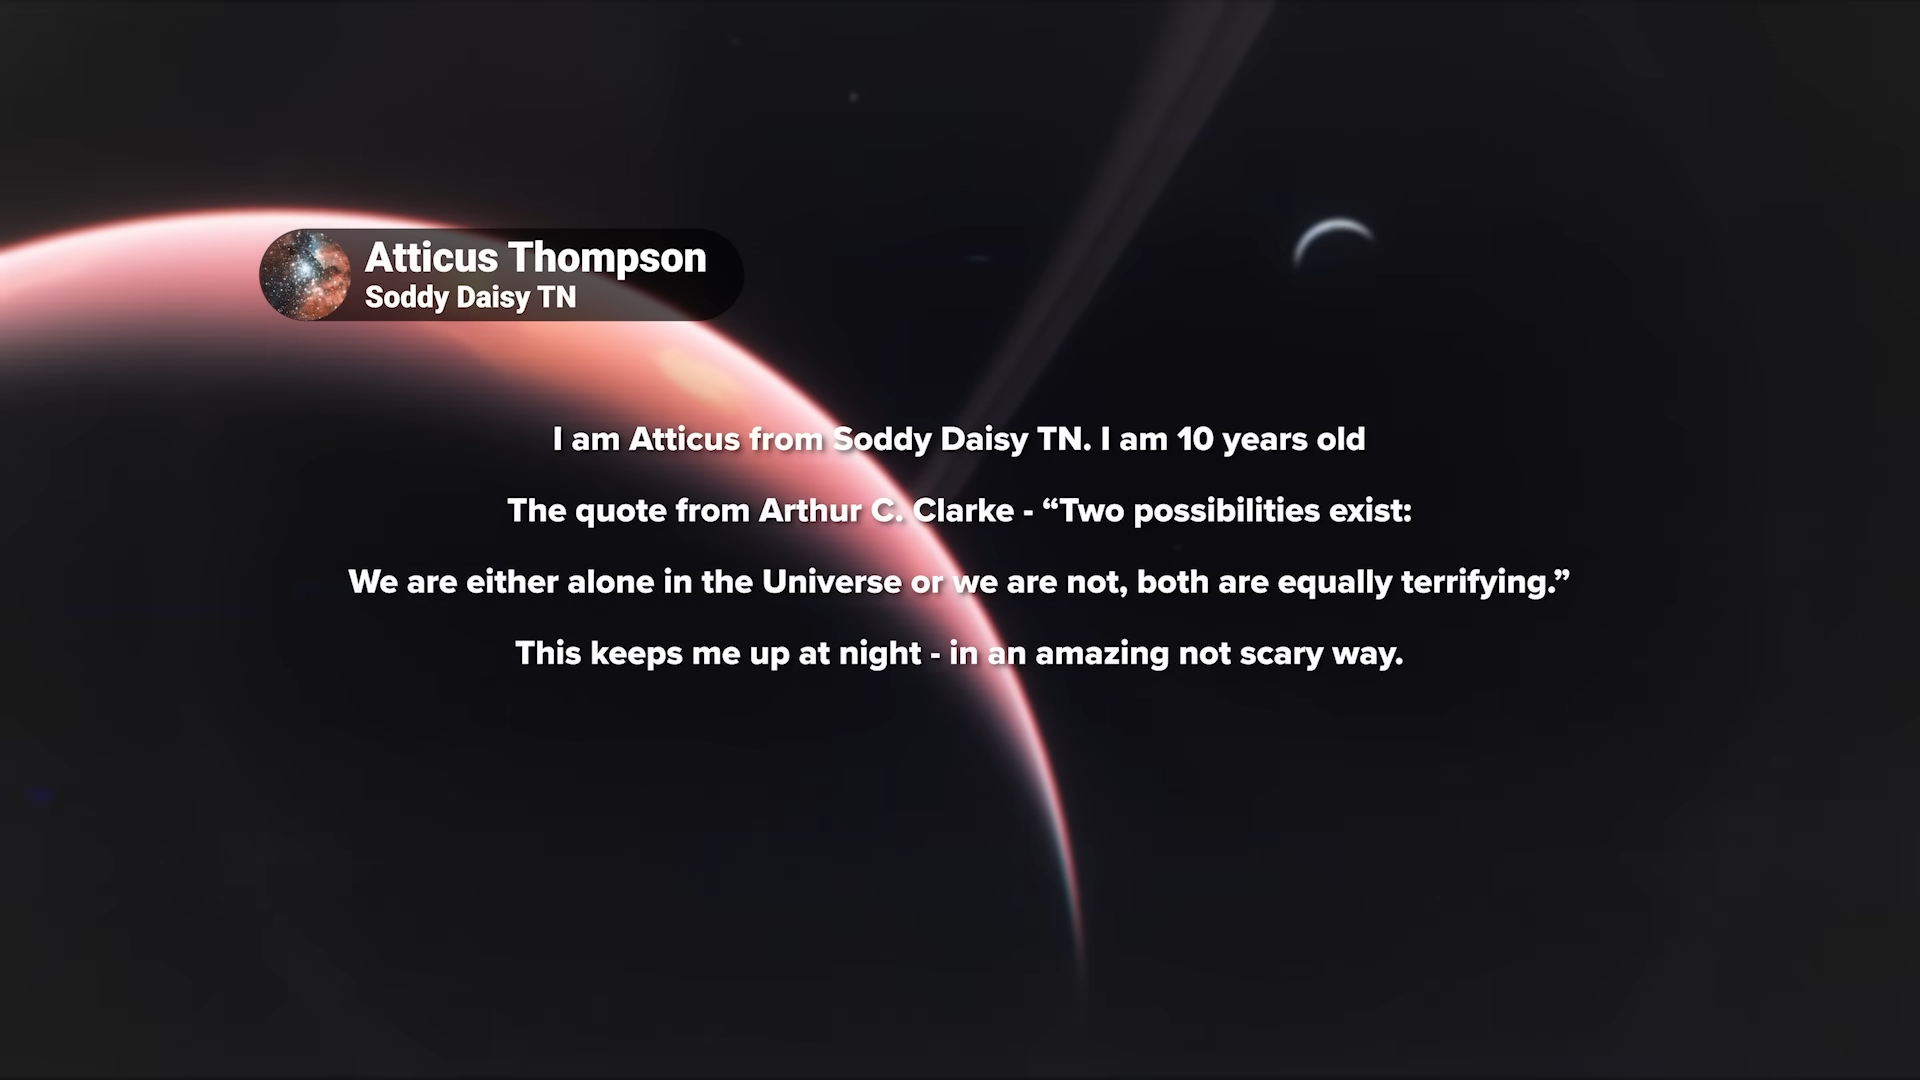 Atticus Thompson
Soddy Daisy TN
I am Atticus from Soddy Daisy TN. I am 10 years old
The quote from Arthur C. Clarke - “Two possibilities exist:
We are either alone in the Universe or we are not, both are equally terrifying.”
This keeps me up at night - in an amazing not scary way.